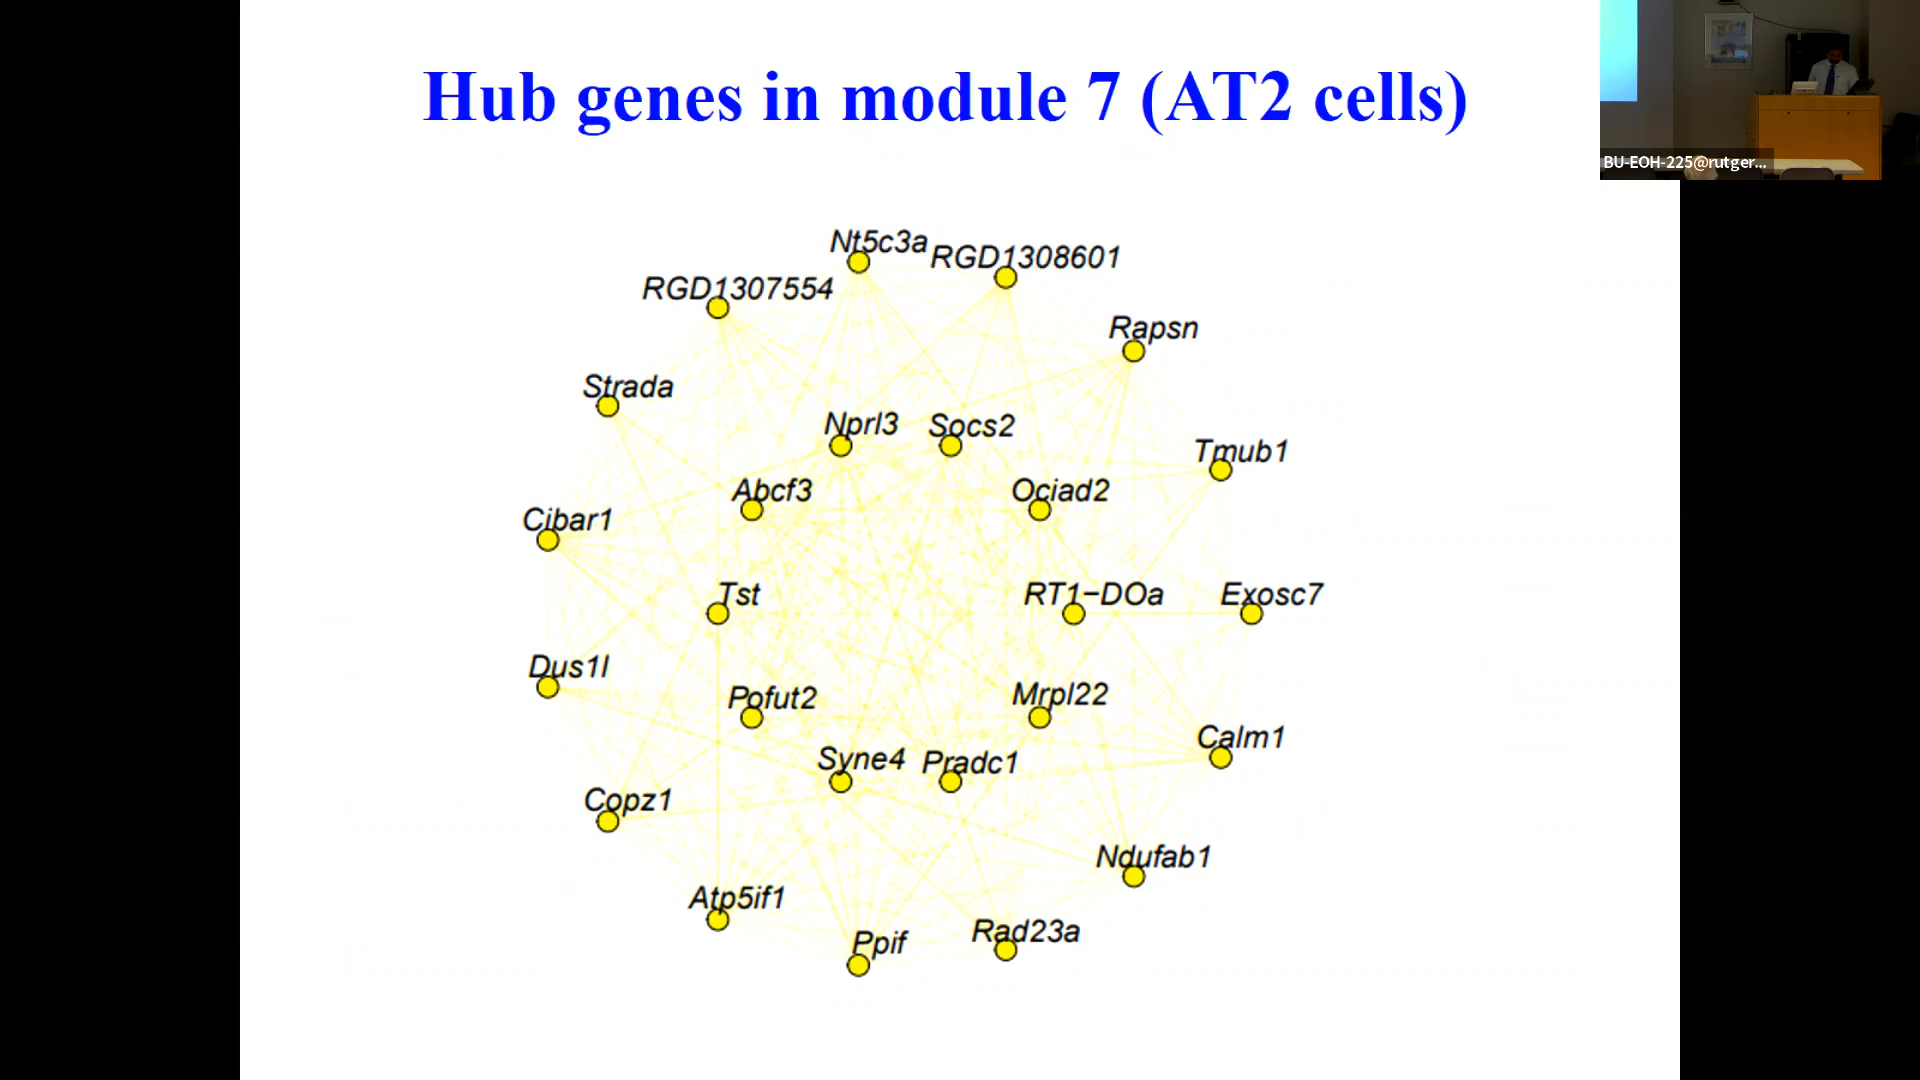 Hub genes in module 7 (AT2 cells)
BU-EOH-225@rutger...
Nt5c3a
RGD1308601
RGD1307554
Rapsn
Strada
Nprl3
Socs2
Tmub1
Abcf3
Ociad2
Cibar1
Tst
RT1−DOa
Exosc7
Dus1l
Pofut2
Mrpl22
Calm1
Syne4
Pradc1
Copz1
Ndufab1
Atp5if1
Rad23a
Ppif